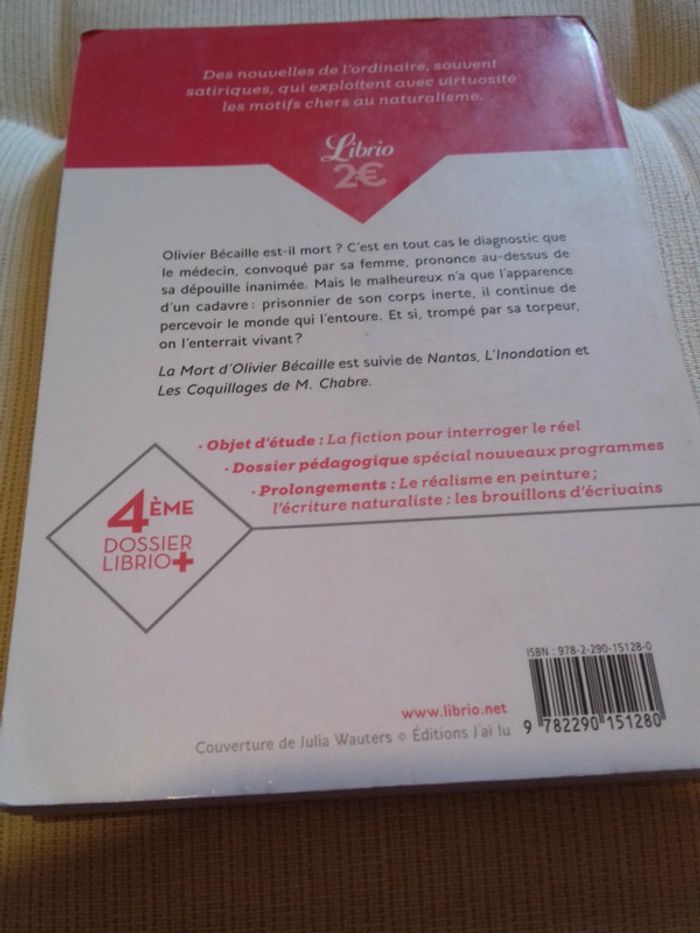 Des nouvelles de l'ordinaire, souvent
satiriques, qui exploitent avec virtuosité
les motifs chers au naturalisme.
Librio
2€
Olivier Bécaille est-il mort ? C'est en tout cas le diagnostic que
le médecin, convoqué par sa femme, prononce au-dessus de
sa dépouille inanimée. Mais le malheureux n'a que l'apparence
d'un cadavre : prisonnier de son corps inerte, il continue de
percevoir le monde qui l'entoure. Et si, trompé par sa torpeur,
on l'enterrait vivant ?
La Mort d'Olivier Bécaille est suivie de Nantas, L'Inondation et
Les Coquillages de M. Chabre.
• Objet d'étude : La fiction pour interroger le réel
• Dossier pédagogique spécial nouveaux programmes
• Prolongements : Le réalisme en peinture ;
l'écriture naturaliste : les brouillons d'écrivains
4ÈME
DOSSIER
LIBRIO+
ISBN : 978-2-290-15128-0
www.librio.net
9 782290 151280
Couverture de Julia Wauters © Éditions J'ai lu